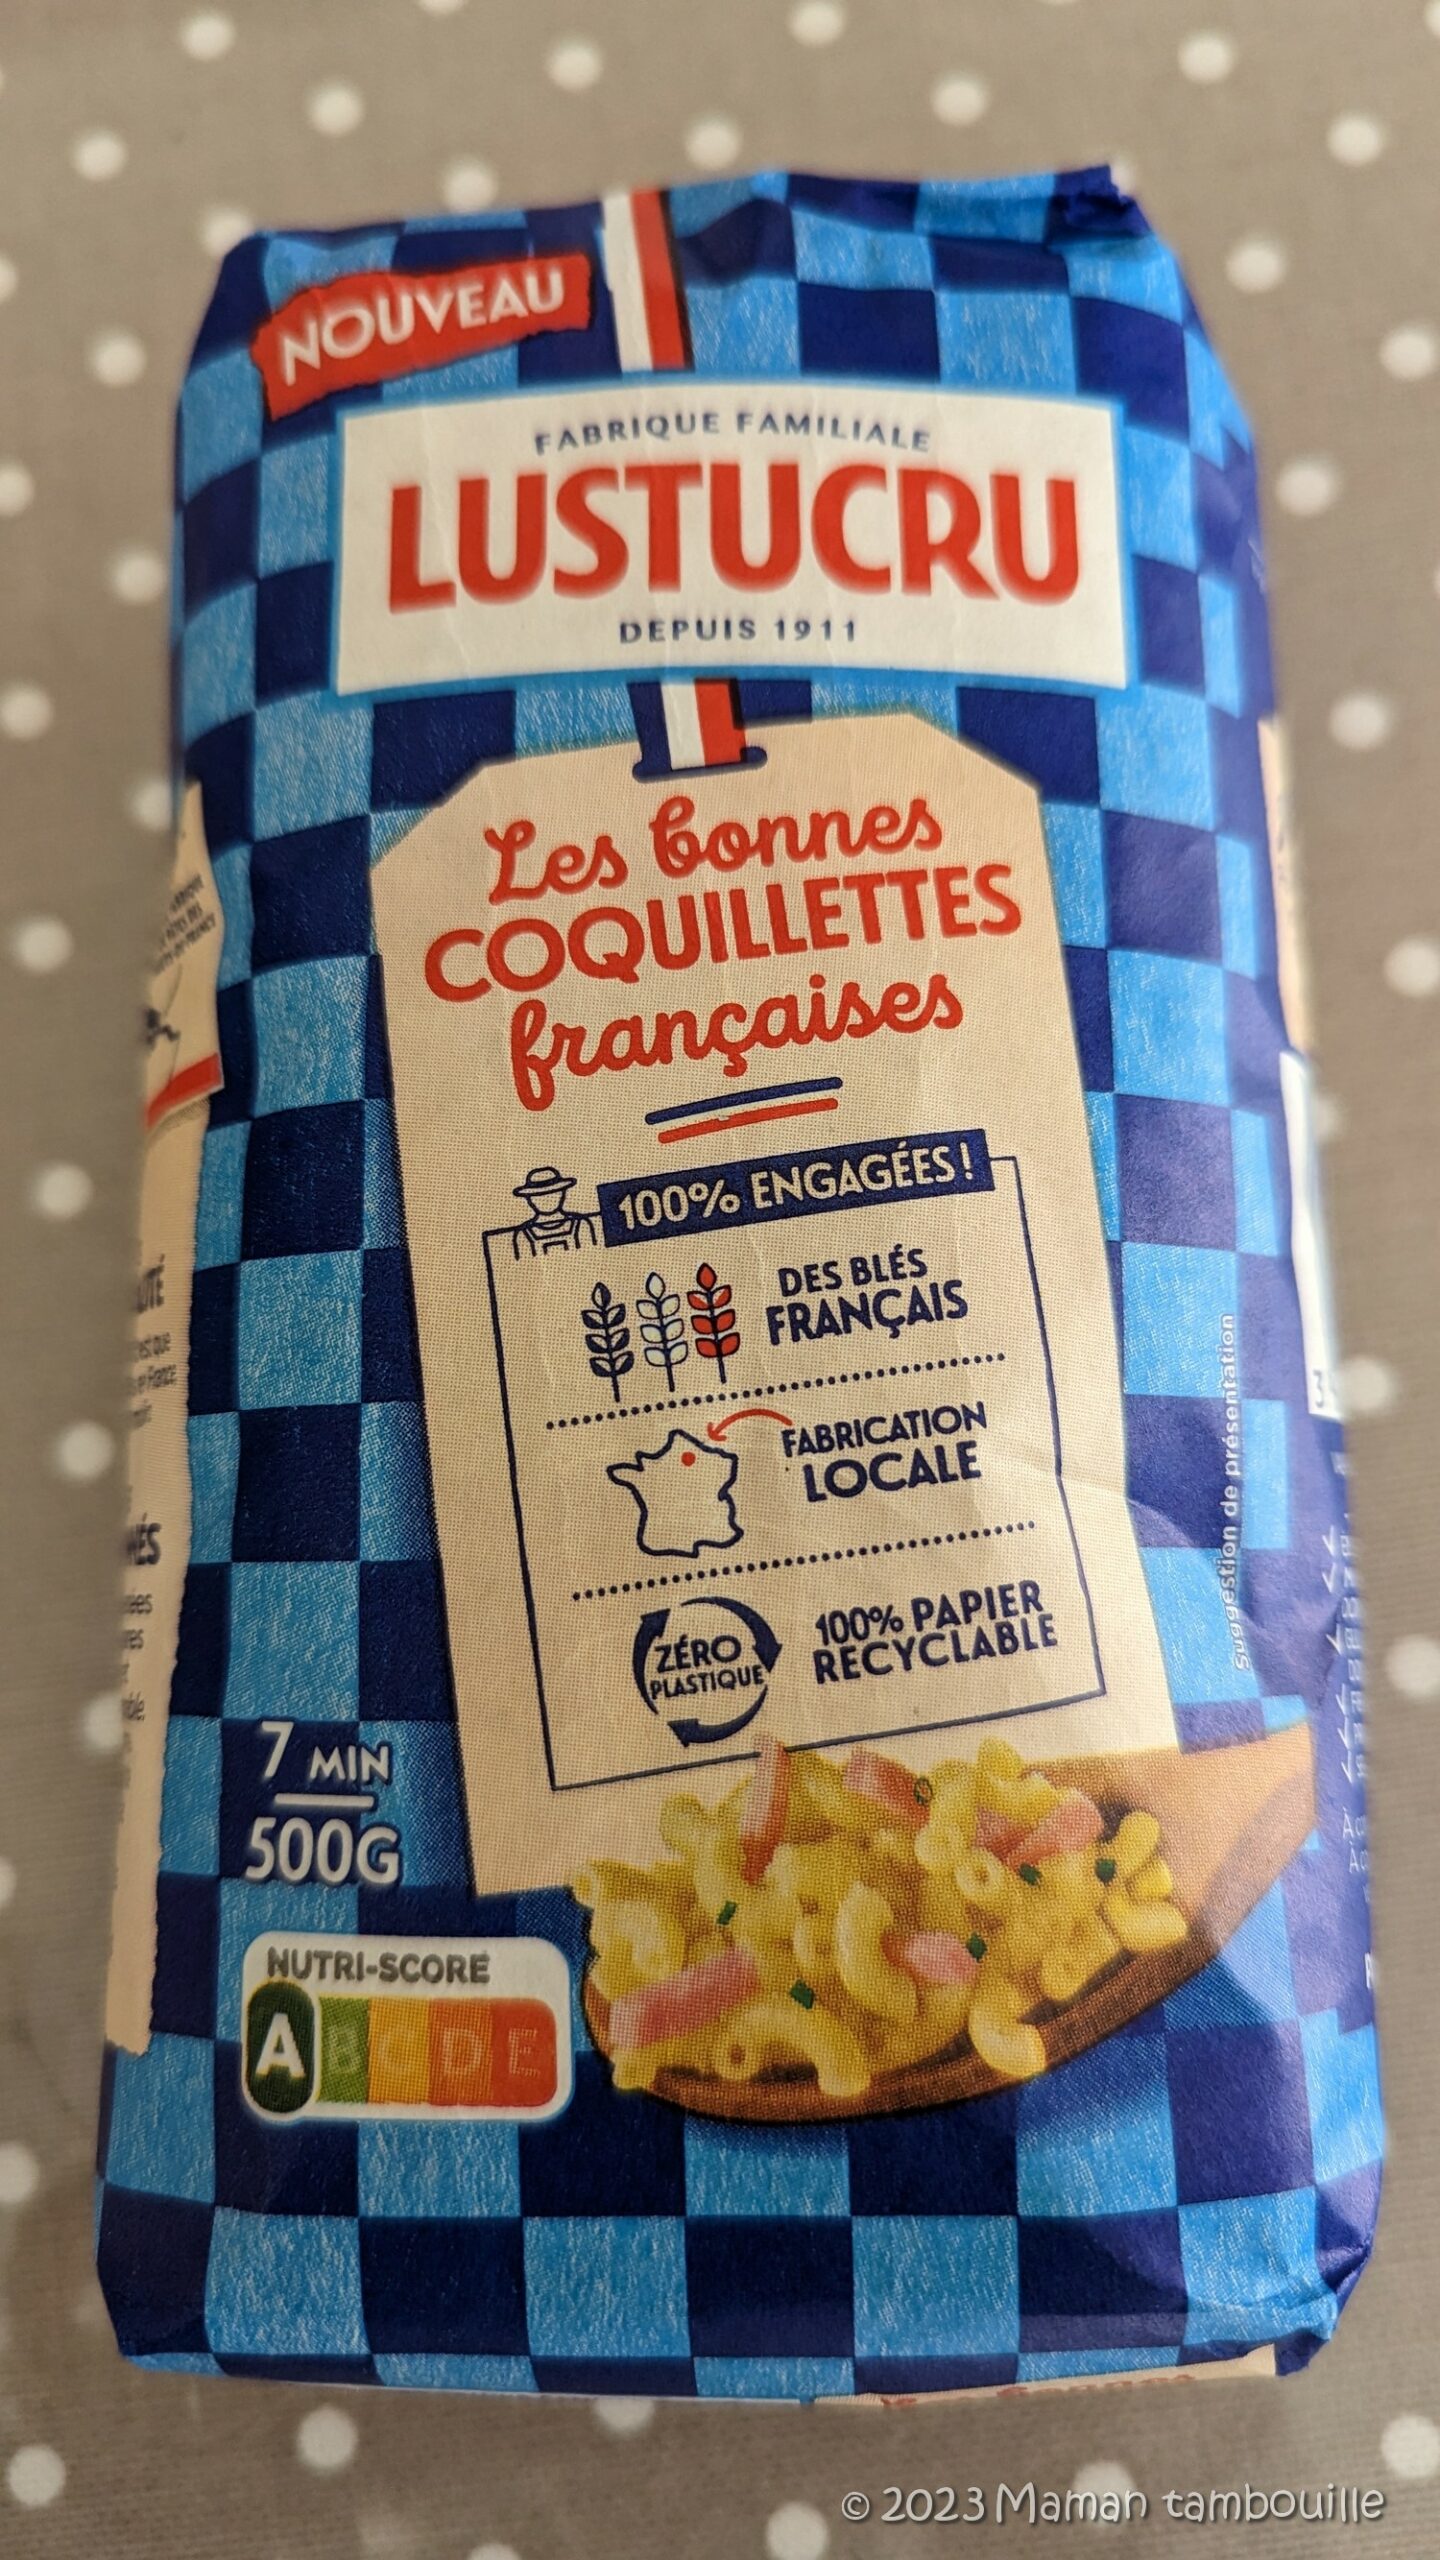 NOUVEAU
FABRIQUE FAMILIALE
LUSTUCRU
DEPUIS 1911
Les bonnes
COQUILLETTES
françaises
100% ENGAGÉES !
DES BLÉS
FRANÇAIS
FABRICATION
LOCALE
ZÉRO
PLASTIQUE
100% PAPIER
RECYCLABLE
Suggestion de présentation
7 MIN
500G
NUTRI-SCORE
A B C D E
© 2023 Maman tambouille